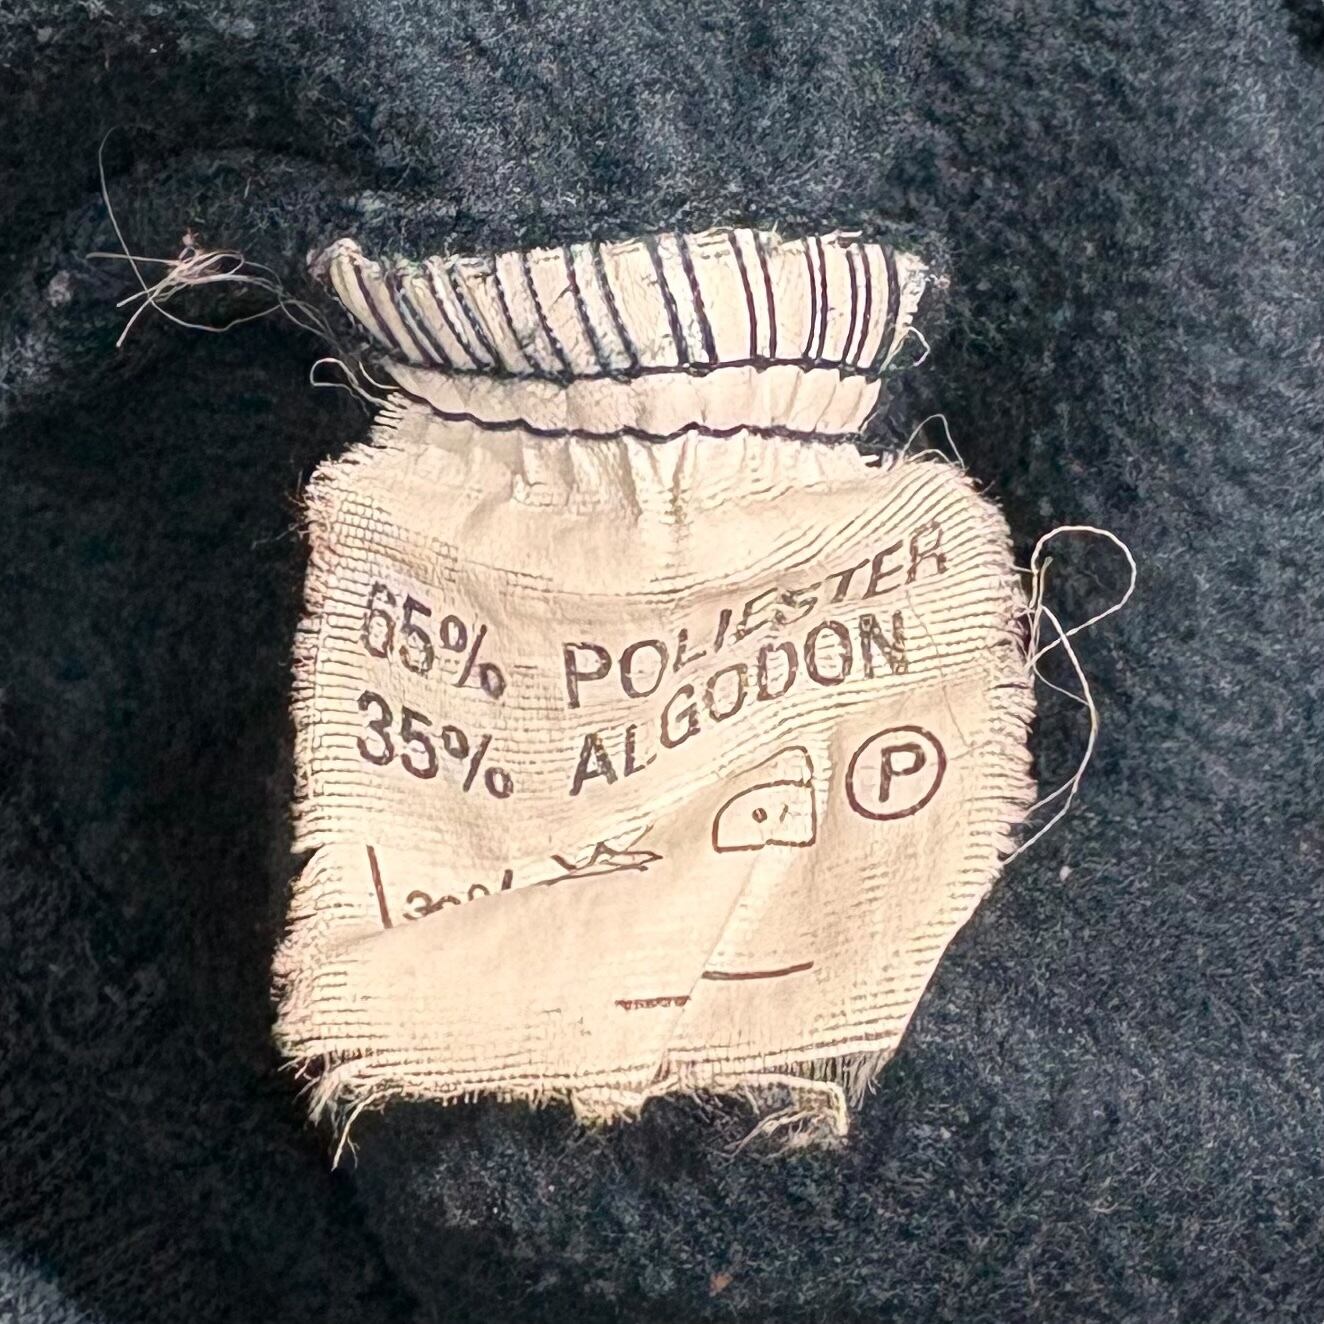 65% POLIESTER
35% ALGODON
P